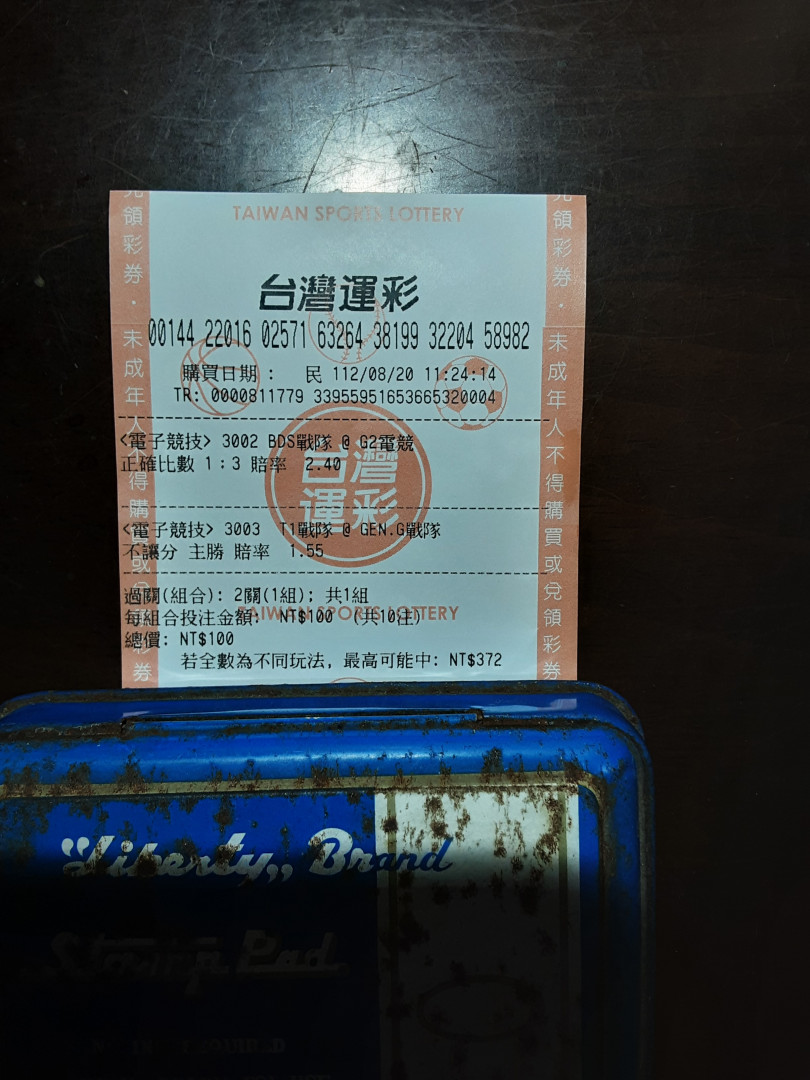 TAIWAN SPORTS LOTTERY
台灣運彩
00144 22016 02571 63264 38199 32204 58982
購買日期： 民 112/08/20 11:24:14
TR: 0000811779 33955951653665320004
<電子競技> 3002 BDS戰隊 @ G2電競
正確比數 1：3 賠率 2.40
台灣
運彩
<電子競技> 3003 T1戰隊 @ GEN.G戰隊
不讓分 主勝 賠率 1.55
過關(組合): 2關(1組); 共1組
TAIWAN SPORTS LOTTERY
每組合投注金額: NT$100 (共10注)
總價: NT$100
若全數為不同玩法, 最高可能中: NT$372
領彩券．未成年人不得購買或兌領彩券
領彩券．未成年人不得購買或兌領彩券
"Liberty,, Brand
Stamp Pad